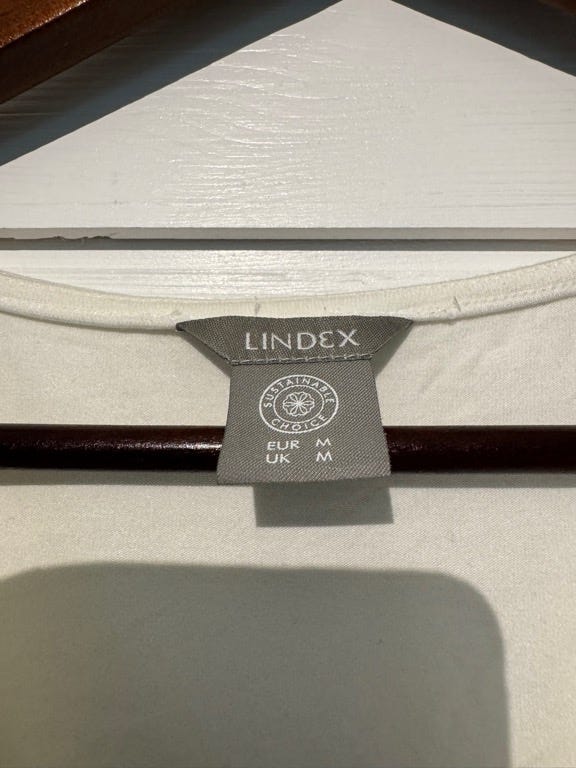 LINDEX
SUSTAINABLE
CHOICE
EUR M
UK M